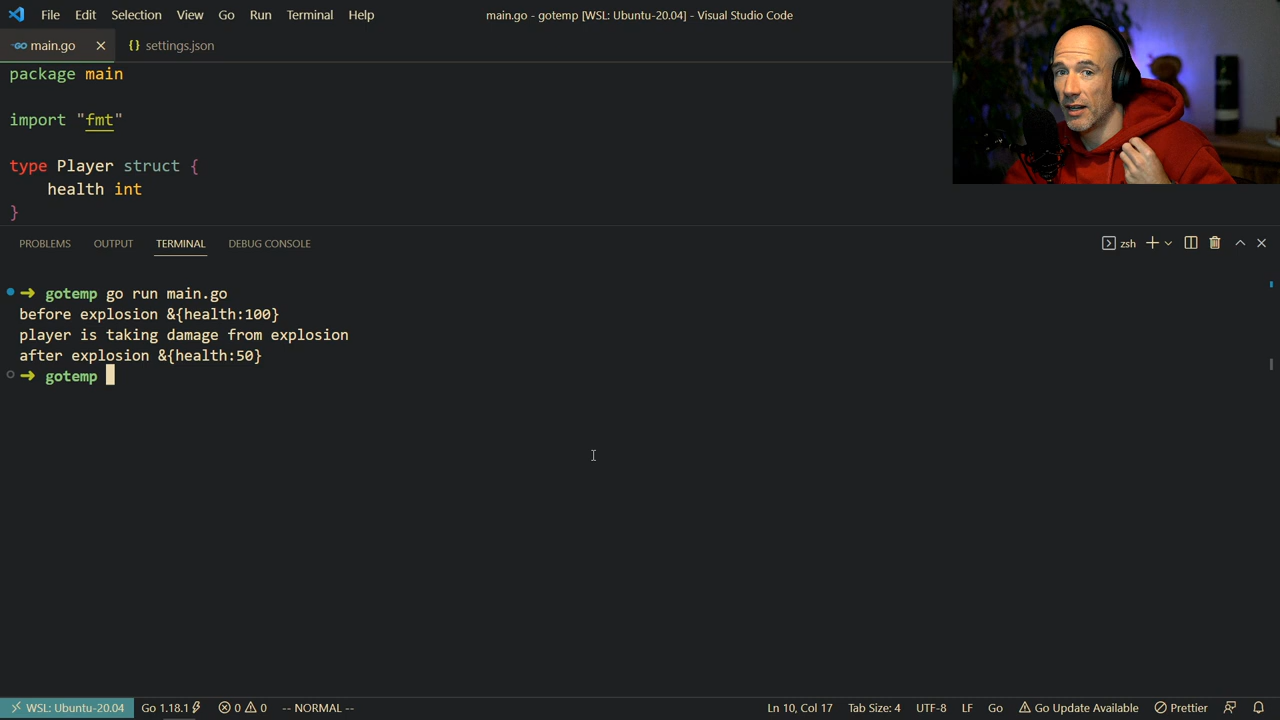 File Edit Selection View Go Run Terminal Help
main.go - gotemp [WSL: Ubuntu-20.04] - Visual Studio Code
main.go
{} settings.json
package main
import "fmt"
type Player struct {
health int
}
PROBLEMS OUTPUT TERMINAL DEBUG CONSOLE
zsh
➜ gotemp go run main.go
before explosion &{health:100}
player is taking damage from explosion
after explosion &{health:50}
➜ gotemp
WSL: Ubuntu-20.04 Go 1.18.1 0 0 -- NORMAL -- Ln 10, Col 17 Tab Size: 4 UTF-8 LF Go Go Update Available Prettier